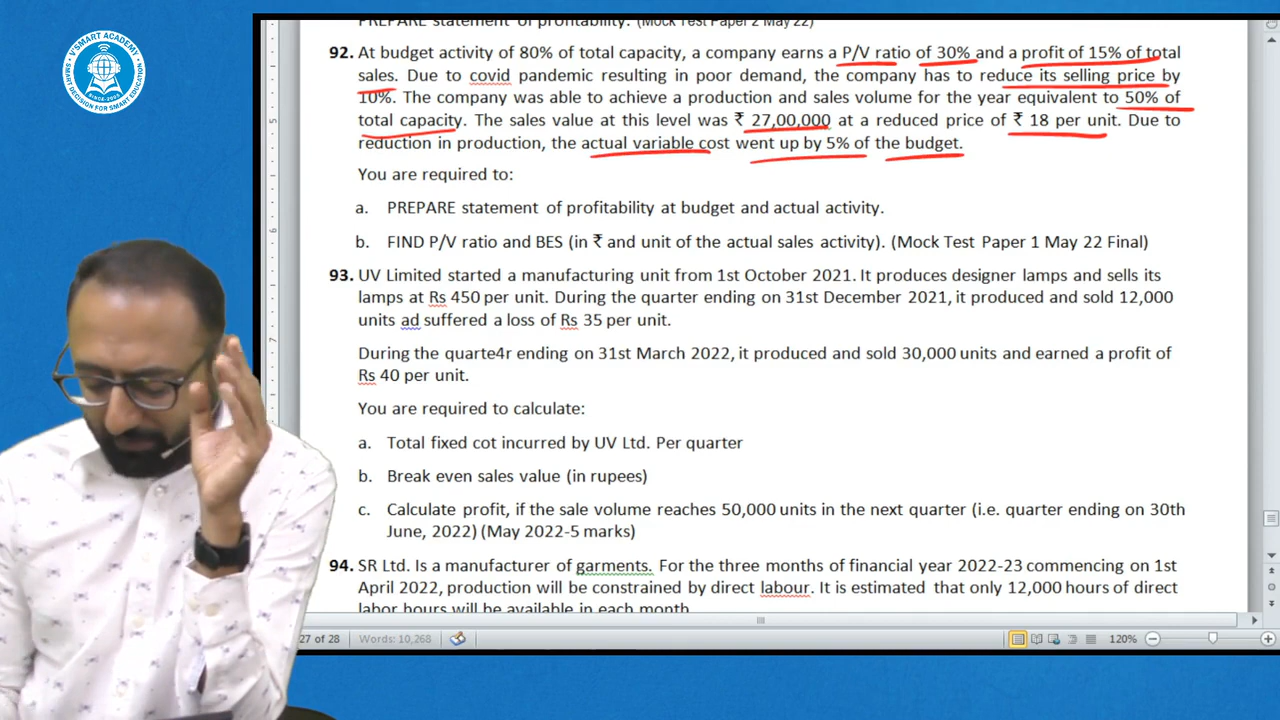 PREPARE statement of profitability. (Mock Test Paper 2 May 22)
92. At budget activity of 80% of total capacity, a company earns a P/V ratio of 30% and a profit of 15% of total
sales. Due to covid pandemic resulting in poor demand, the company has to reduce its selling price by
10%. The company was able to achieve a production and sales volume for the year equivalent to 50% of
total capacity. The sales value at this level was ₹ 27,00,000 at a reduced price of ₹ 18 per unit. Due to
reduction in production, the actual variable cost went up by 5% of the budget.
You are required to:
a. PREPARE statement of profitability at budget and actual activity.
b. FIND P/V ratio and BES (in ₹ and unit of the actual sales activity). (Mock Test Paper 1 May 22 Final)
93. UV Limited started a manufacturing unit from 1st October 2021. It produces designer lamps and sells its
lamps at Rs 450 per unit. During the quarter ending on 31st December 2021, it produced and sold 12,000
units ad suffered a loss of Rs 35 per unit.
During the quarte4r ending on 31st March 2022, it produced and sold 30,000 units and earned a profit of
Rs 40 per unit.
You are required to calculate:
a. Total fixed cot incurred by UV Ltd. Per quarter
b. Break even sales value (in rupees)
c. Calculate profit, if the sale volume reaches 50,000 units in the next quarter (i.e. quarter ending on 30th
June, 2022) (May 2022-5 marks)
94. SR Ltd. Is a manufacturer of garments. For the three months of financial year 2022-23 commencing on 1st
April 2022, production will be constrained by direct labour. It is estimated that only 12,000 hours of direct
labor hours will be available in each month.
27 of 28
Words: 10,268
120%
V'SMART ACADEMY
SMART DECISION FOR SMART EDUCATION
5
6
7